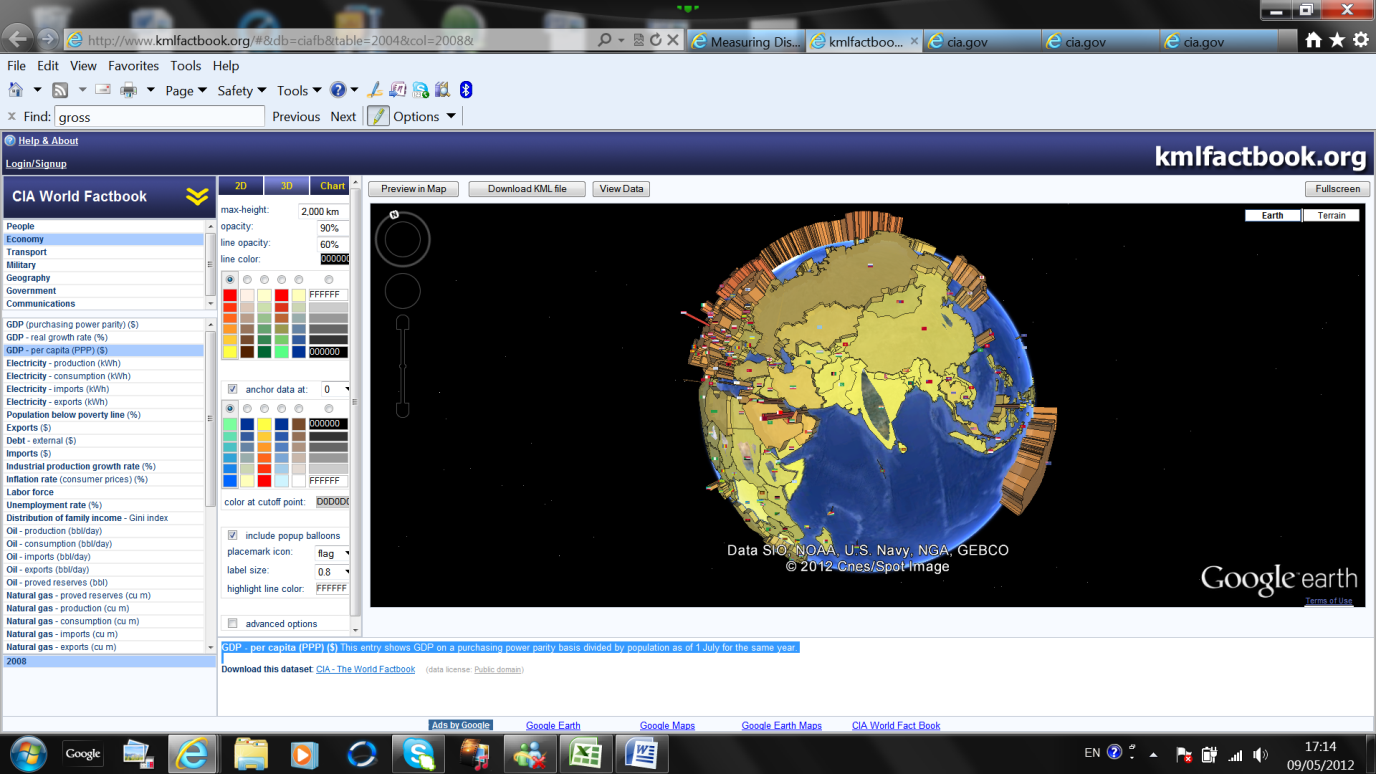 http://www.kmlfactbook.org/#&db=ciafb&table=2004&col=2008&
Measuring Dis...
kmlfactboo...
cia.gov
cia.gov
cia.gov
File Edit View Favorites Tools Help
Page Safety Tools
Find: gross Previous Next Options
Help & About
Login/Signup
kmlfactbook.org
CIA World Factbook
People
Economy
Transport
Military
Geography
Government
Communications
GDP (purchasing power parity) ($)
GDP - real growth rate (%)
GDP - per capita (PPP) ($)
Electricity - production (kWh)
Electricity - consumption (kWh)
Electricity - imports (kWh)
Electricity - exports (kWh)
Population below poverty line (%)
Exports ($)
Debt - external ($)
Imports ($)
Industrial production growth rate (%)
Inflation rate (consumer prices) (%)
Labor force
Unemployment rate (%)
Distribution of family income - Gini index
Oil - production (bbl/day)
Oil - consumption (bbl/day)
Oil - imports (bbl/day)
Oil - exports (bbl/day)
Oil - proved reserves (bbl)
Natural gas - proved reserves (cu m)
Natural gas - production (cu m)
Natural gas - consumption (cu m)
Natural gas - imports (cu m)
Natural gas - exports (cu m)
2008
2D 3D Chart
max-height: 2,000 km
opacity: 90%
line opacity: 60%
line color: 000000
FFFFFF
000000
anchor data at: 0
000000
FFFFFF
color at cutoff point: D0D0D0
include popup balloons
placemark icon: flag
label size: 0.8
highlight line color: FFFFFF
advanced options
Preview in Map Download KML file View Data Fullscreen
N
Earth Terrain
Data SIO, NOAA, U.S. Navy, NGA, GEBCO
© 2012 Cnes/Spot Image
Google earth
Terms of Use
GDP - per capita (PPP) ($) This entry shows GDP on a purchasing power parity basis divided by population as of 1 July for the same year.
Download this dataset: CIA - The World Factbook (data license: Public domain)
Ads by Google Google Earth Google Maps Google Earth Maps CIA World Fact Book
Google
EN
17:14
09/05/2012